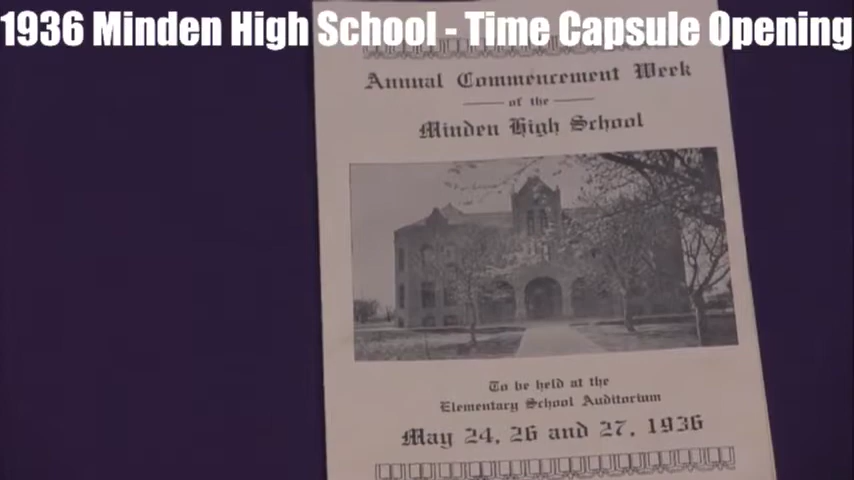 1936 Minden High School - Time Capsule Opening
Annual Commencement Week
of the
Minden High School
To be held at the
Elementary School Auditorium
May 24, 26 and 27, 1936